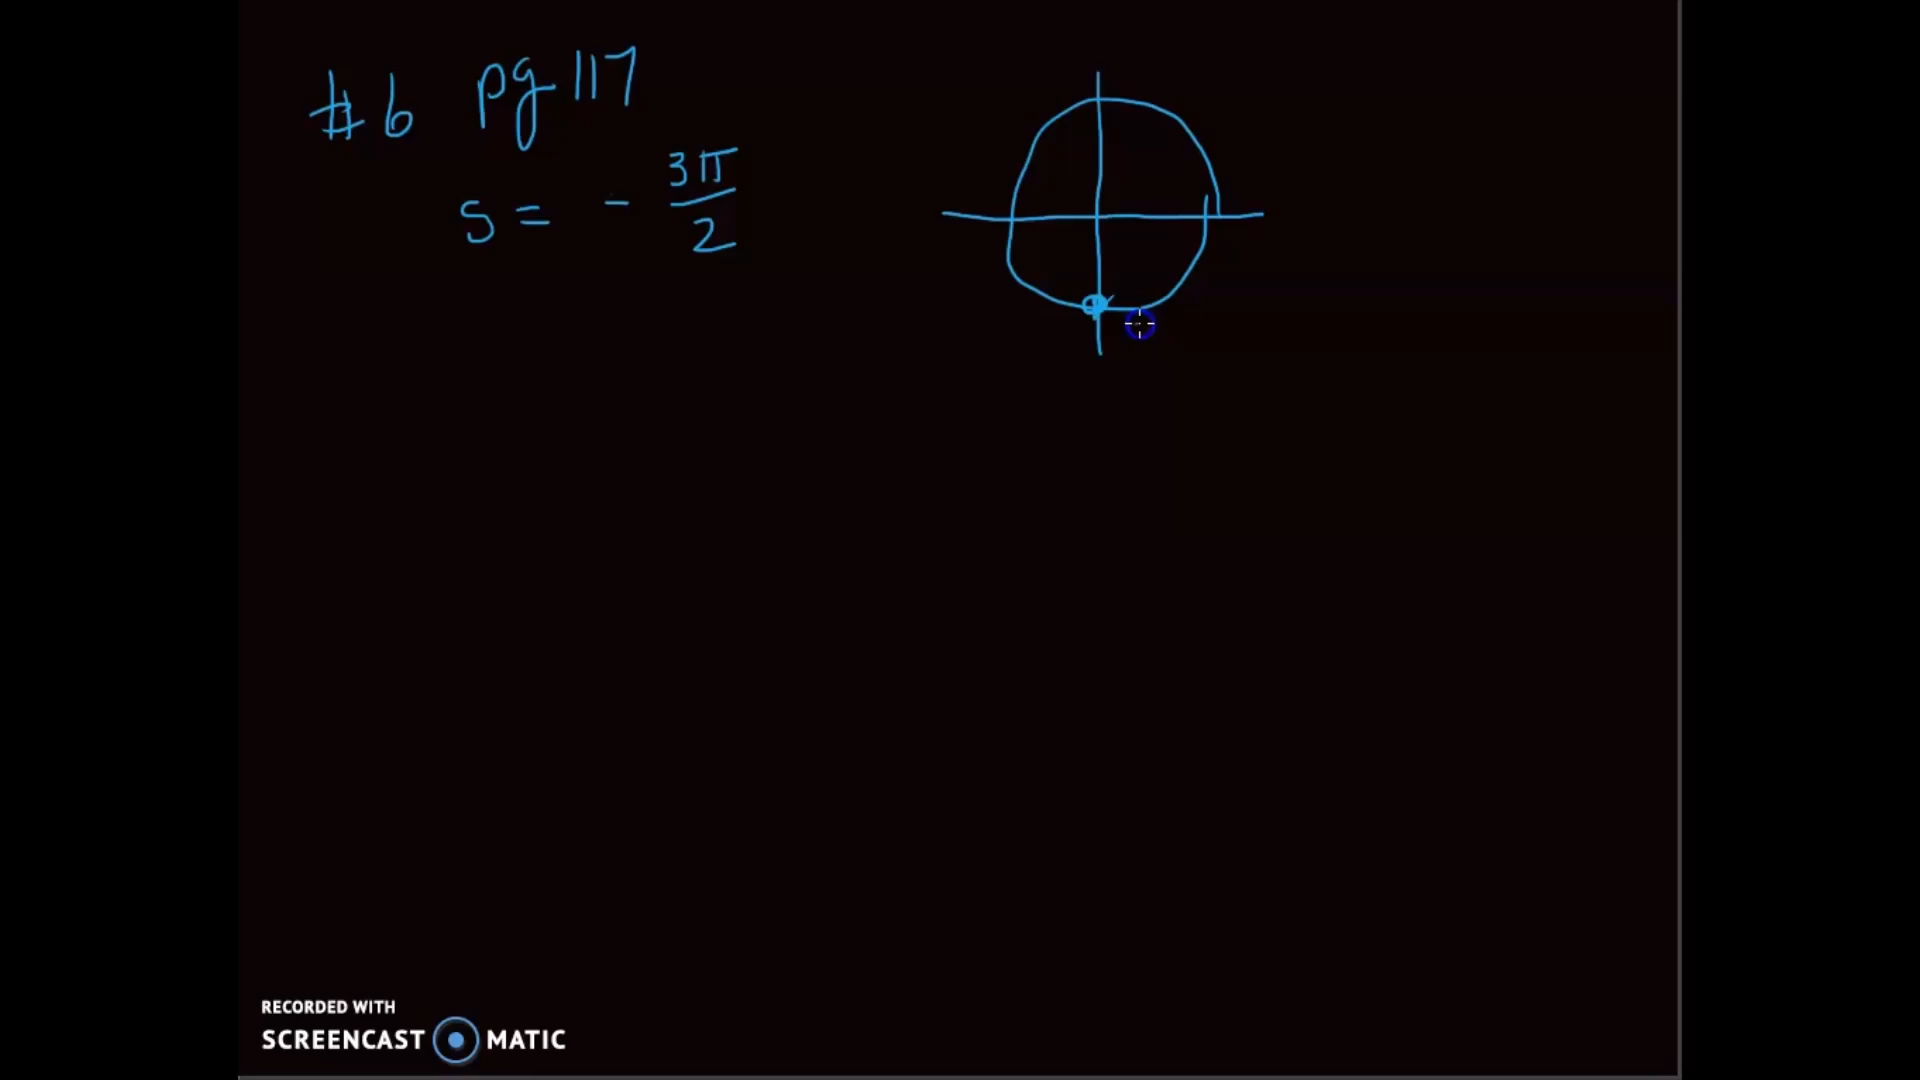 #6 pg 117
s = - 3π/2
RECORDED WITH
SCREENCAST MATIC